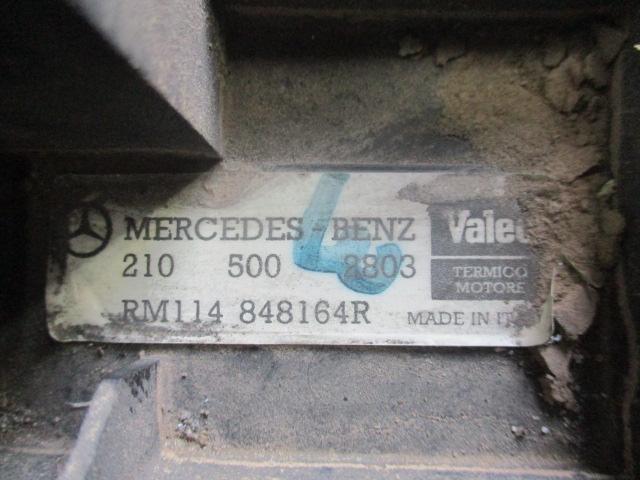 MERCEDES-BENZ
210 500 2803
RM114 848164R
Valeo
TERMICO
MOTORE
MADE IN IT